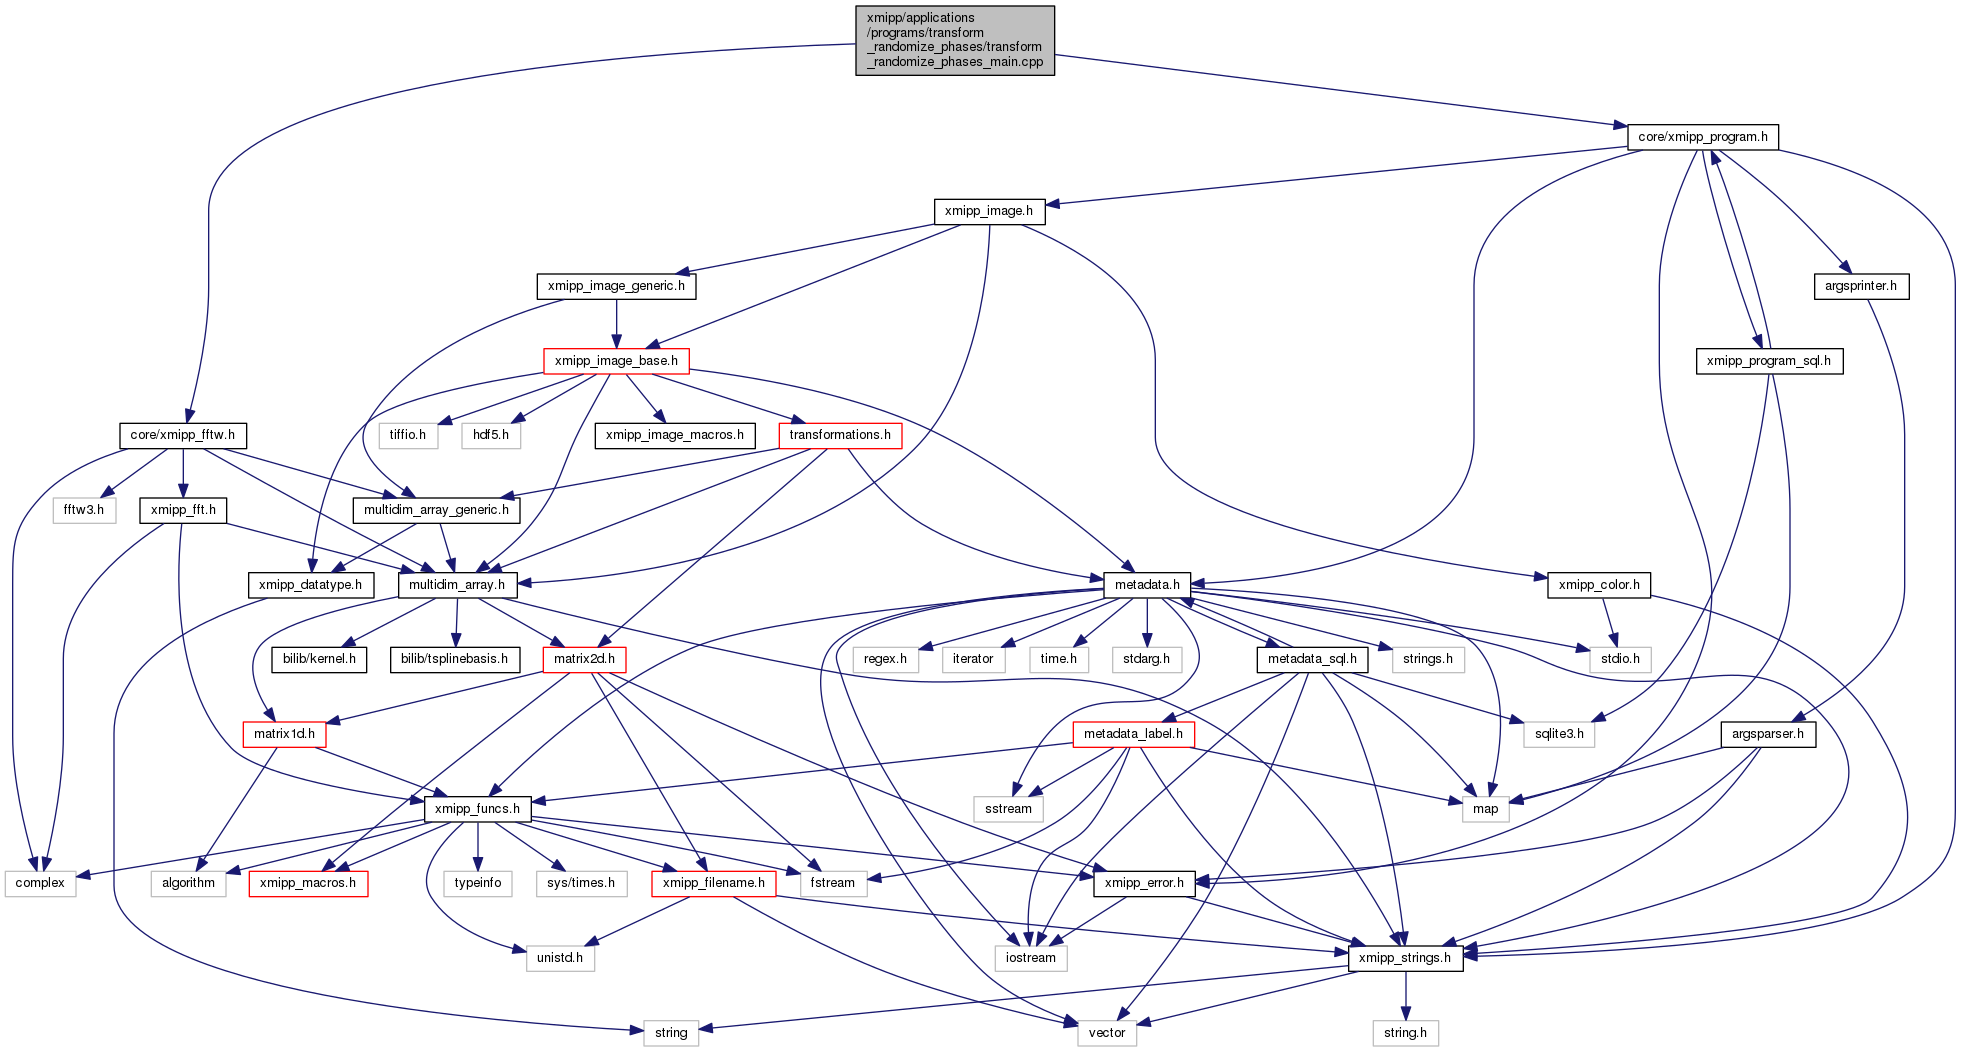 xmipp/applications
/programs/transform
_randomize_phases/transform
_randomize_phases_main.cpp
core/xmipp_program.h
xmipp_image.h
xmipp_image_generic.h
argsprinter.h
xmipp_image_base.h
xmipp_program_sql.h
core/xmipp_fftw.h
tiffio.h
hdf5.h
xmipp_image_macros.h
transformations.h
fftw3.h
xmipp_fft.h
multidim_array_generic.h
xmipp_datatype.h
multidim_array.h
metadata.h
xmipp_color.h
bilib/kernel.h
bilib/tsplinebasis.h
matrix2d.h
regex.h
iterator
time.h
stdarg.h
metadata_sql.h
strings.h
stdio.h
matrix1d.h
metadata_label.h
sqlite3.h
argsparser.h
xmipp_funcs.h
sstream
map
complex
algorithm
xmipp_macros.h
typeinfo
sys/times.h
xmipp_filename.h
fstream
xmipp_error.h
unistd.h
iostream
xmipp_strings.h
string
vector
string.h